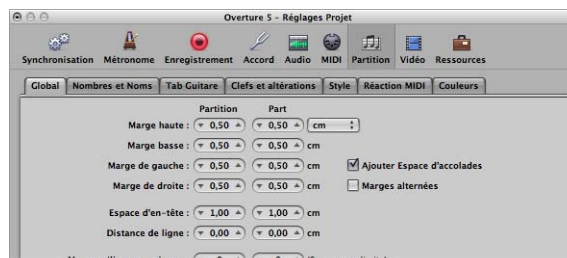 Overture 5 - Réglages Projet
Synchronisation Métronome Enregistrement Accord Audio MIDI Partition Vidéo Ressources
Global Nombres et Noms Tab Guitare Clefs et altérations Style Réaction MIDI Couleurs
Partition Part
Marge haute : 0,50 0,50 cm
Marge basse : 0,50 0,50 cm
Marge de gauche : 0,50 0,50 cm Ajouter Espace d'accolades
Marge de droite : 0,50 0,50 cm Marges alternées
Espace d'en-tête : 1,00 1,00 cm
Distance de ligne : 0,00 0,00 cm